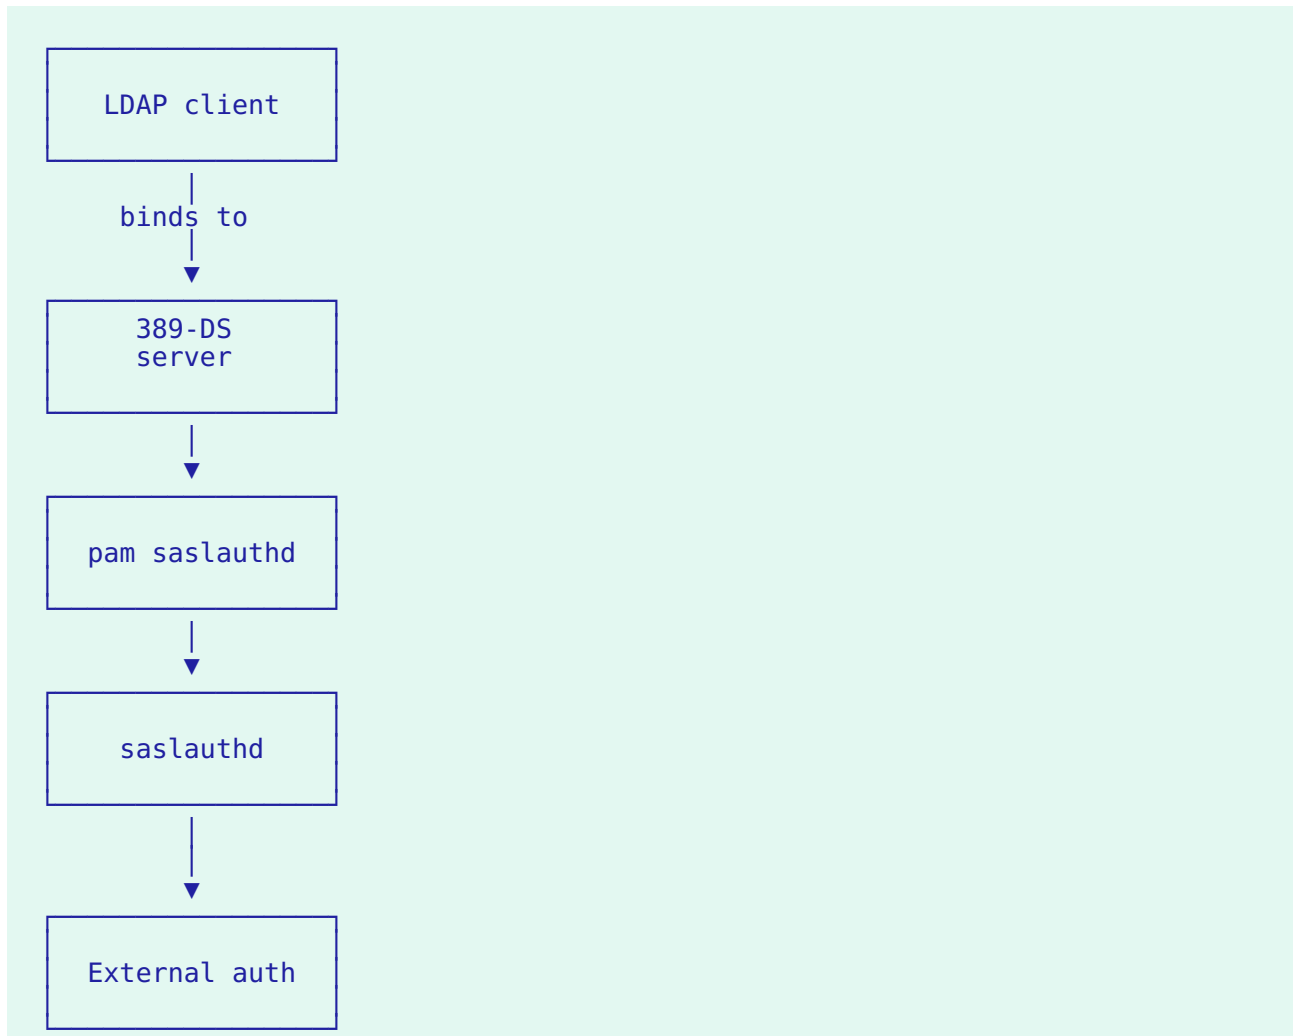 LDAP client
binds to
389-DS
server
pam saslauthd
saslauthd
External auth